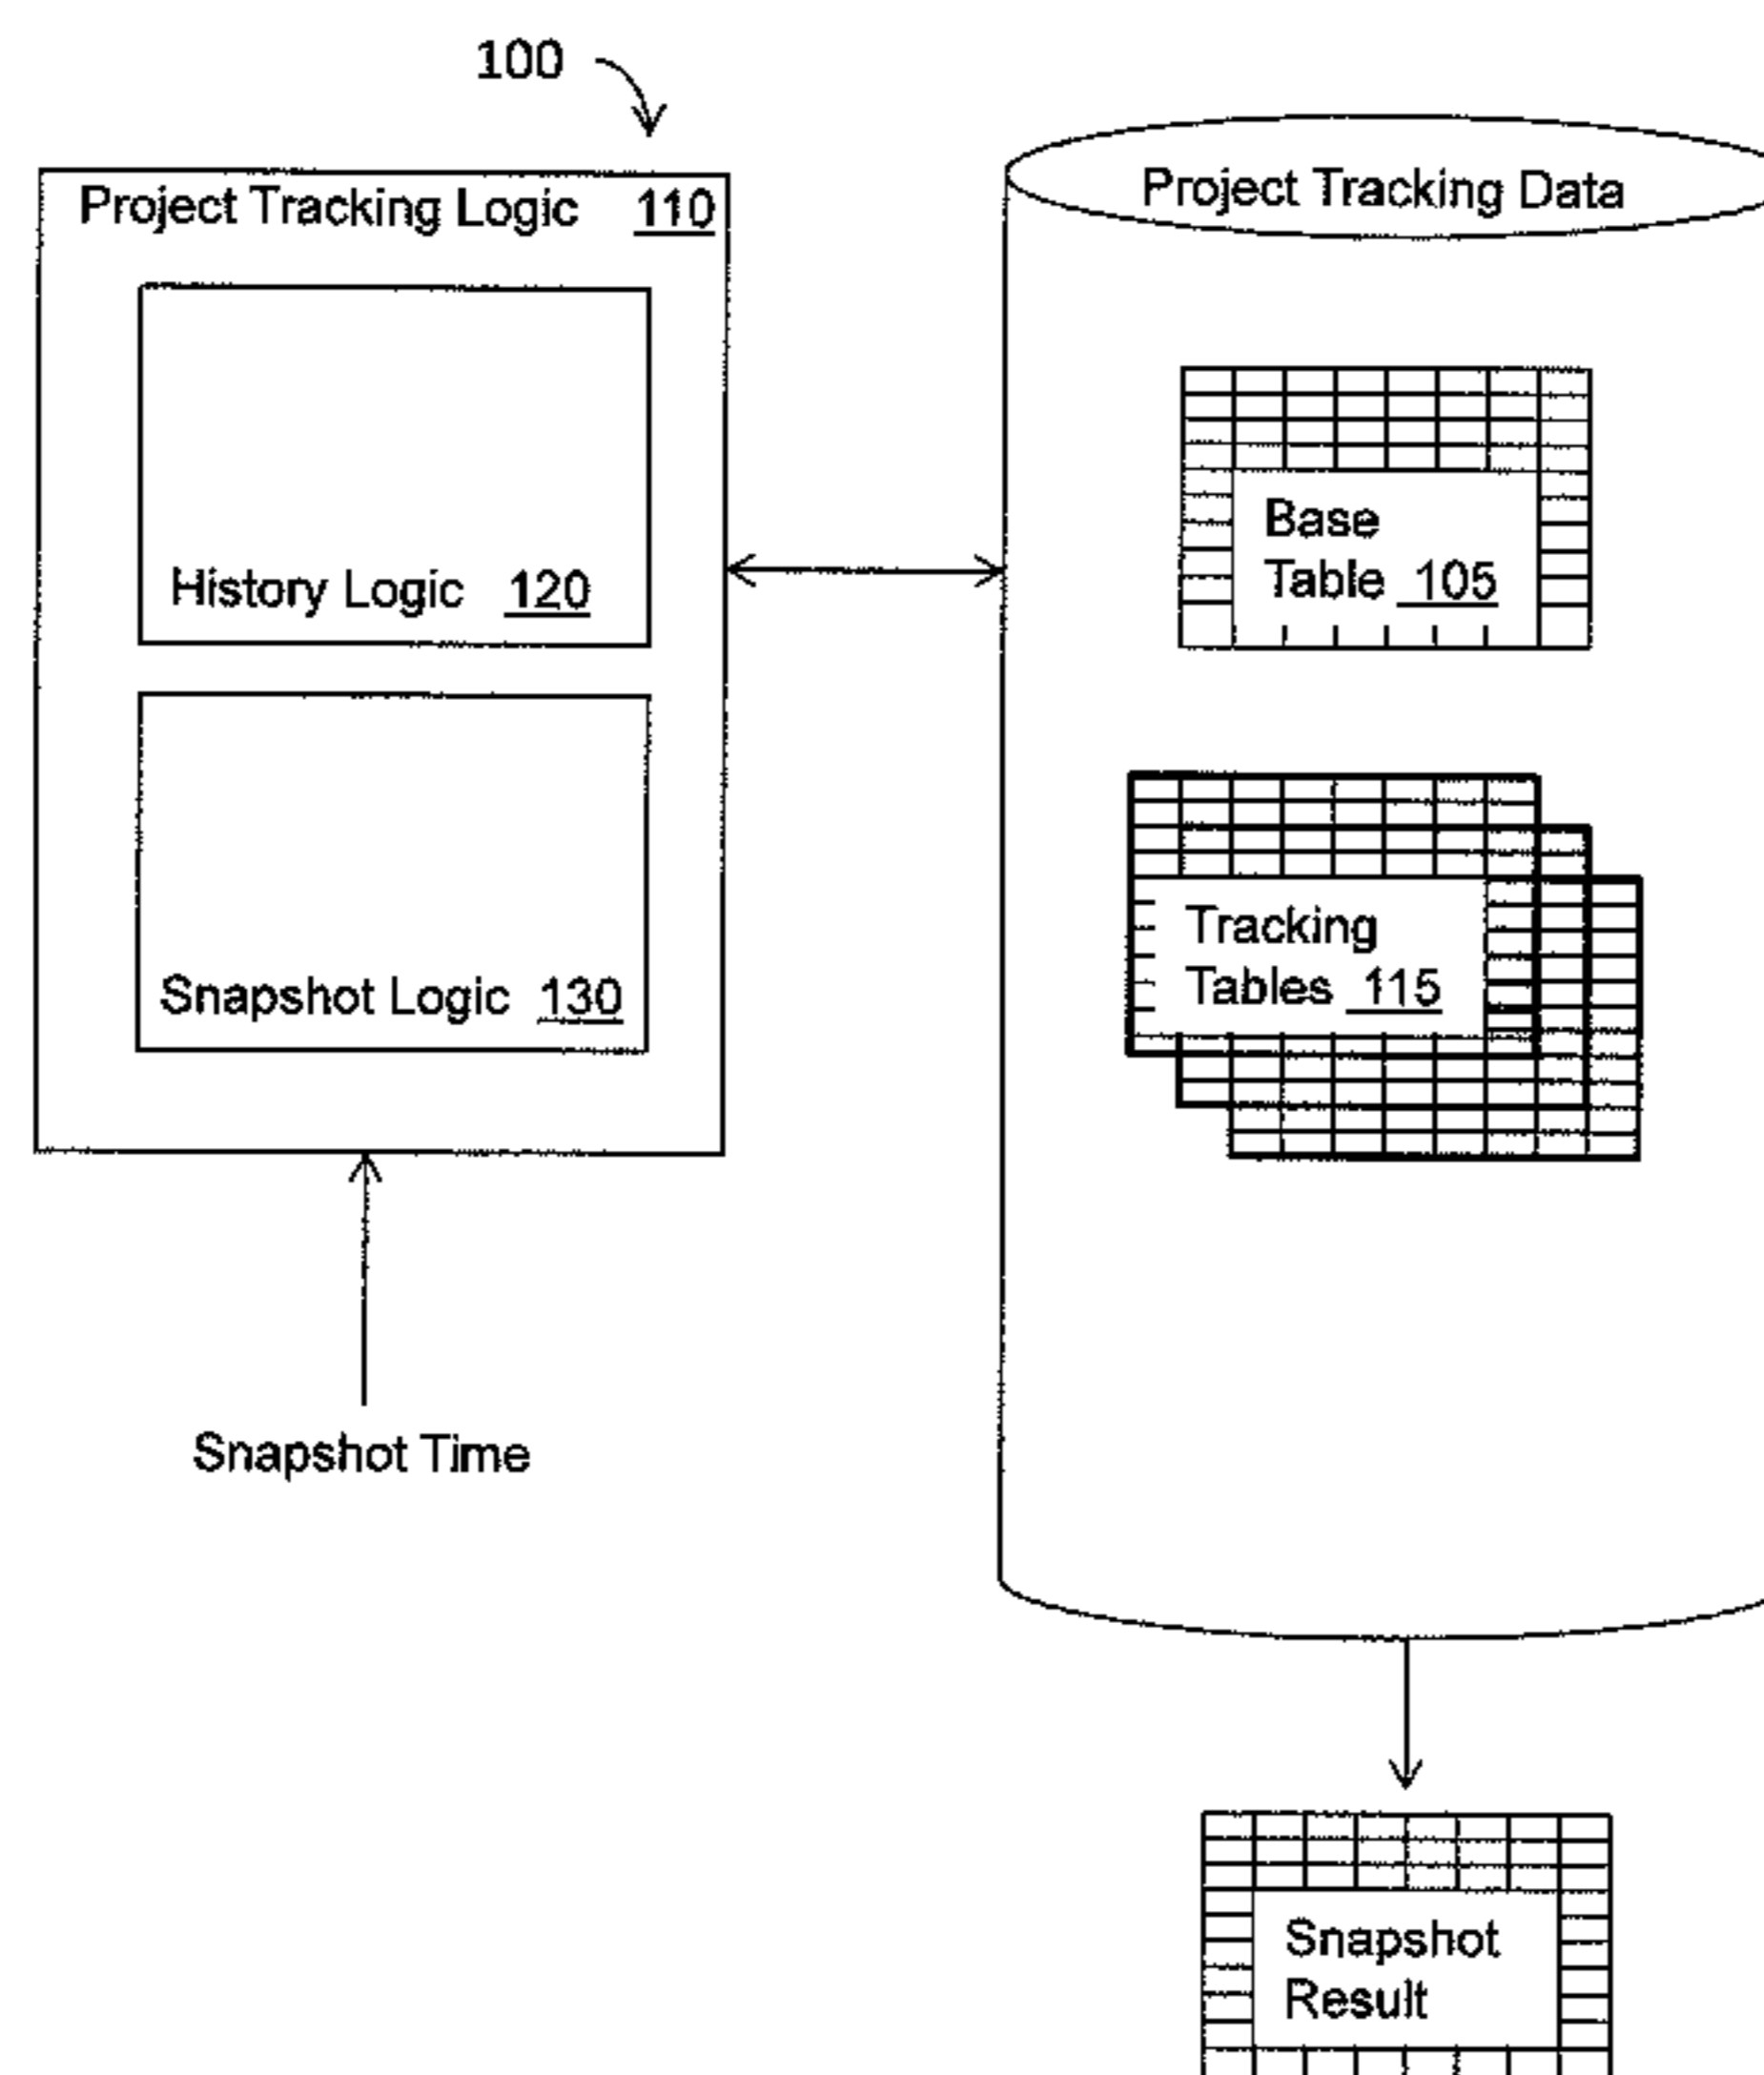 100
Project Tracking Logic 110
History Logic 120
Snapshot Logic 130
Snapshot Time
Project Tracking Data
Base
Table 105
Tracking
Tables 115
Snapshot
Result